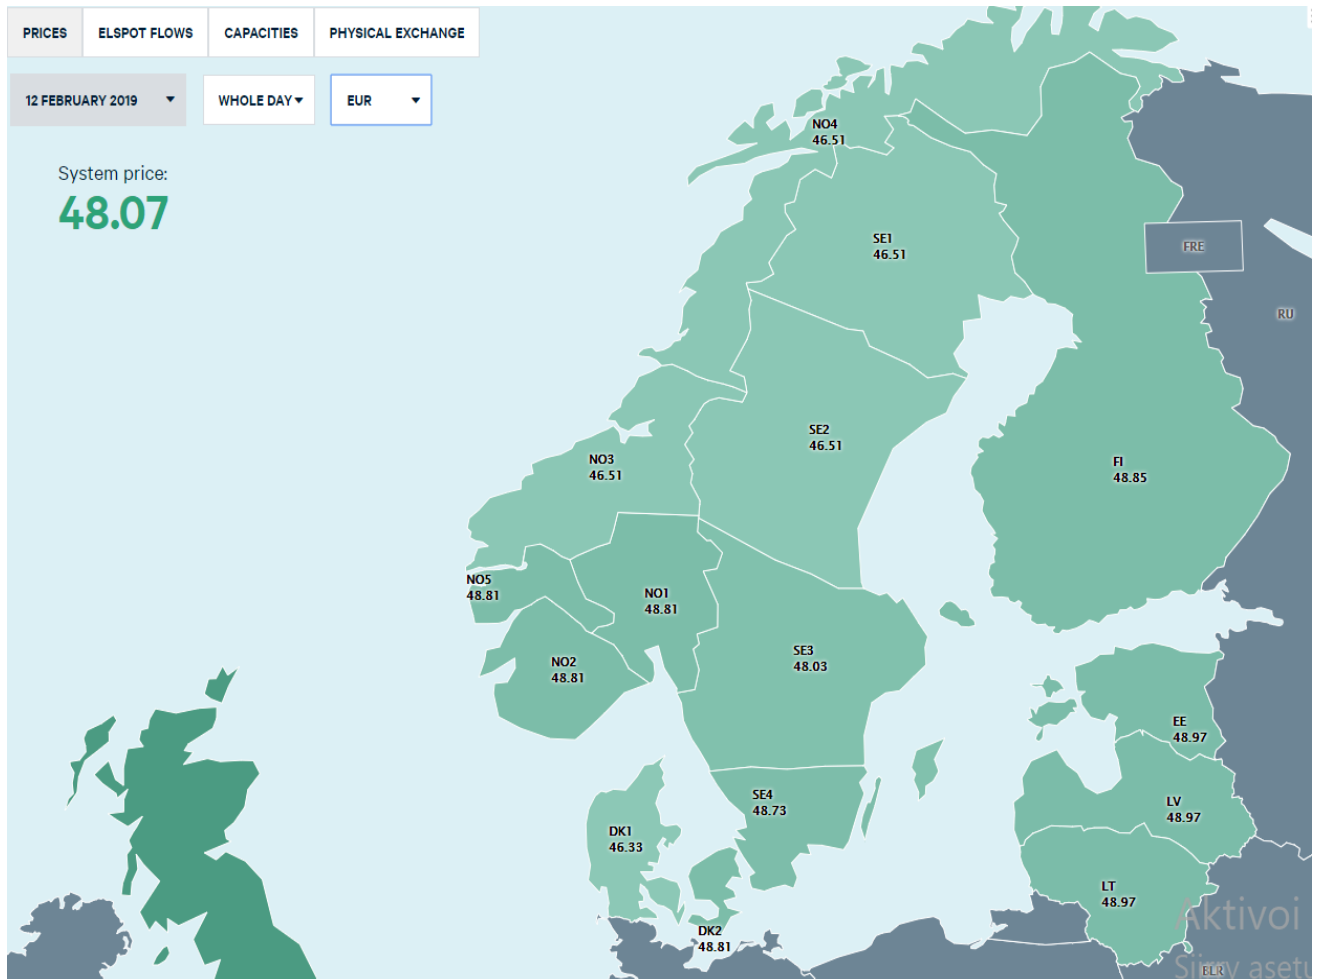 PRICES
ELSPOT FLOWS
CAPACITIES
PHYSICAL EXCHANGE
12 FEBRUARY 2019
WHOLE DAY
EUR
System price:
48.07
NO4
46.51
SE1
46.51
FRE
RU
SE2
46.51
NO3
46.51
FI
48.85
NO5
48.81
NO1
48.81
SE3
48.03
NO2
48.81
EE
48.97
SE4
48.73
LV
48.97
DK1
46.33
LT
48.97
DK2
48.81
Aktivoi
Siirry asetu
BLR